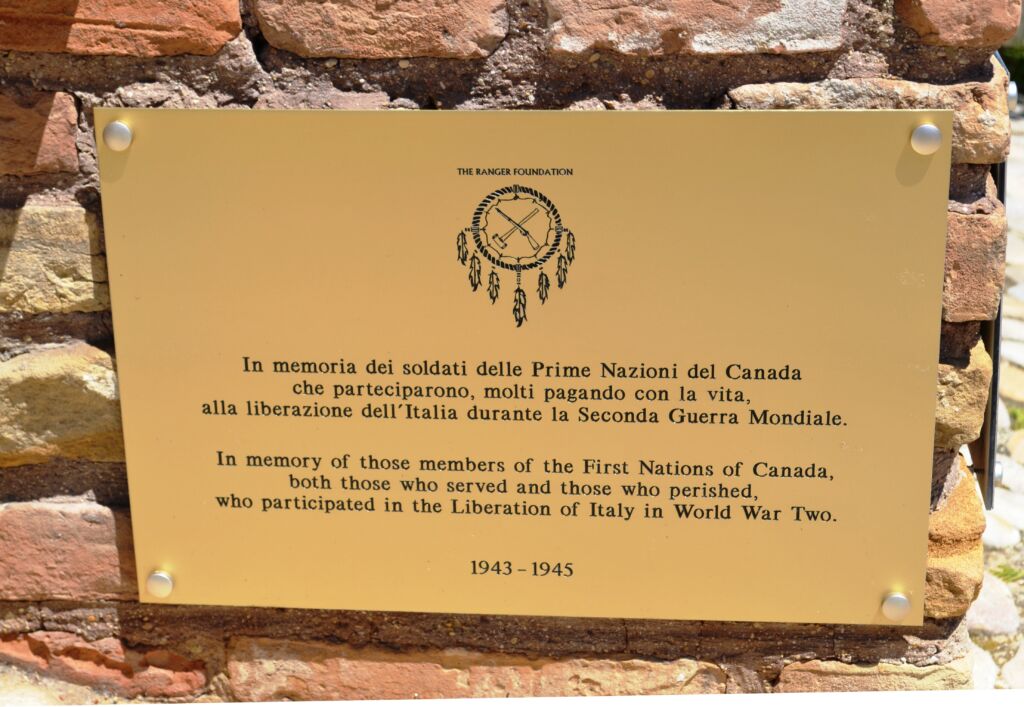 THE RANGER FOUNDATION
In memoria dei soldati delle Prime Nazioni del Canada
che parteciparono, molti pagando con la vita,
alla liberazione dell´Italia durante la Seconda Guerra Mondiale.
In memory of those members of the First Nations of Canada,
both those who served and those who perished,
who participated in the Liberation of Italy in World War Two.
1943 – 1945